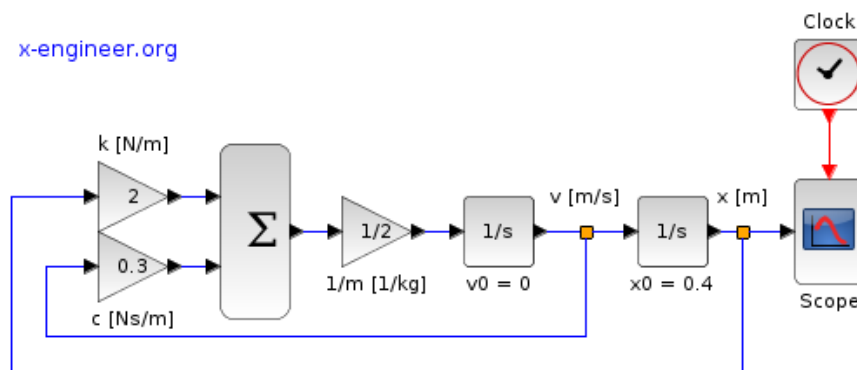 Clock
x-engineer.org
k [N/m]
2
Σ
1/2
1/m [1/kg]
1/s
v0 = 0
v [m/s]
1/s
x0 = 0.4
x [m]
0.3
c [Ns/m]
Scope